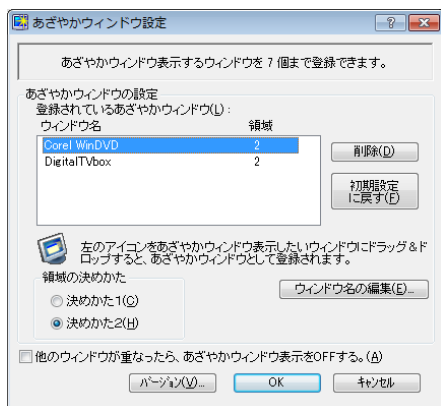 あざやかウィンドウ設定
あざやかウィンドウ表示するウィンドウを 7 個まで登録できます。
あざやかウィンドウの設定
登録されているあざやかウィンドウ(L):
ウィンドウ名 領域
Corel WinDVD 2
DigitalTVbox 2
削除(D)
初期設定
に戻す(F)
左のアイコンをあざやかウィンドウ表示したいウィンドウにドラッグ&ド
ロップすると、あざやかウィンドウとして登録されます。
領域の決めかた
決めかた1(C)
決めかた2(H)
ウィンドウ名の編集(E)...
他のウィンドウが重なったら、あざやかウィンドウ表示をOFFする。(A)
バージョン(V)...
OK
キャンセル